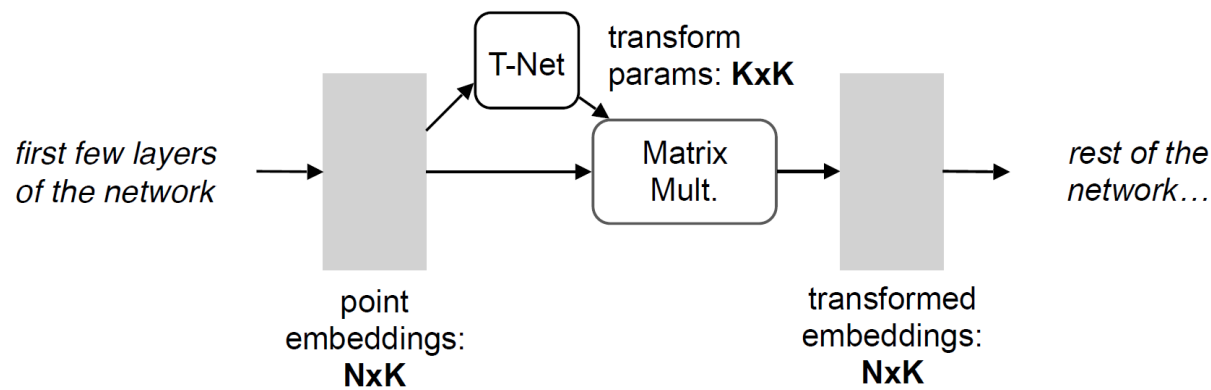 first few layers
of the network
point
embeddings:
NxK
T-Net
transform
params: KxK
Matrix
Mult.
transformed
embeddings:
NxK
rest of the
network…